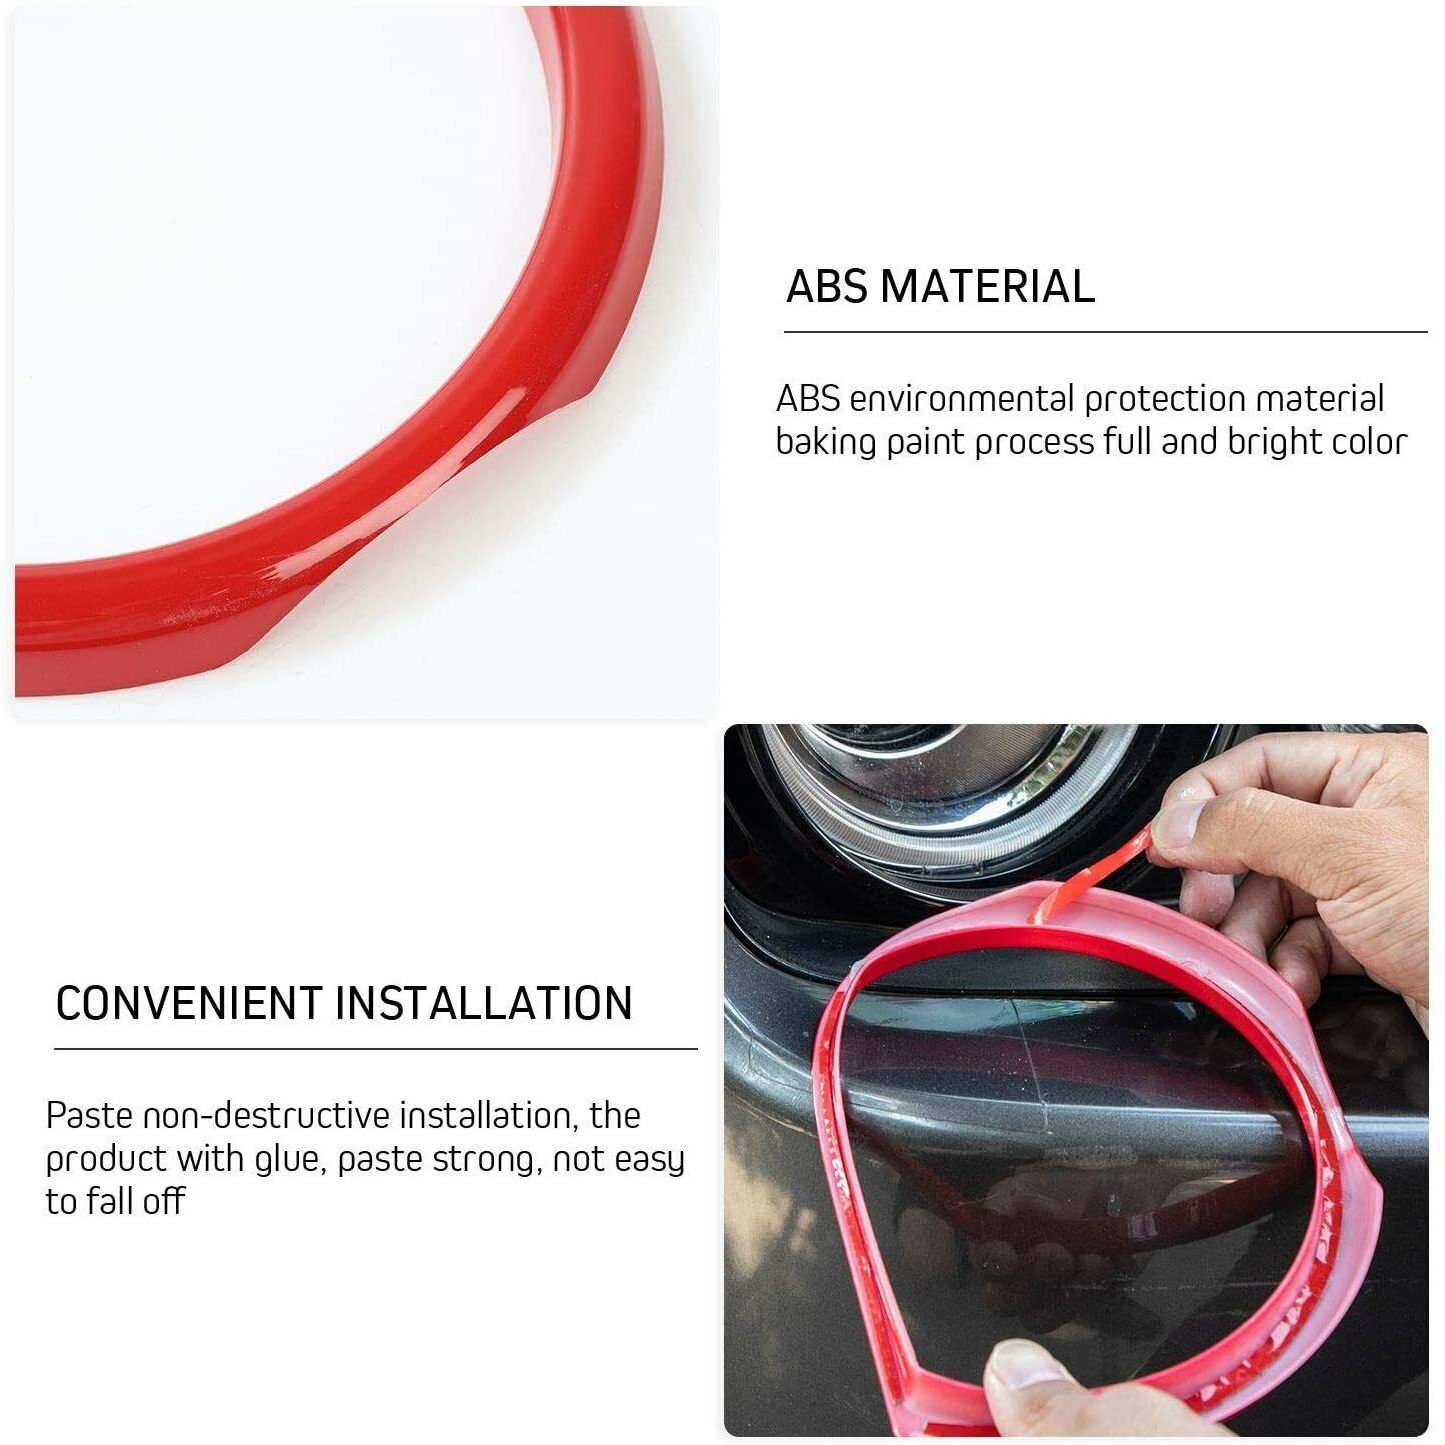 ABS MATERIAL
ABS environmental protection material
baking paint process full and bright color
CONVENIENT INSTALLATION
Paste non-destructive installation, the
product with glue, paste strong, not easy
to fall off